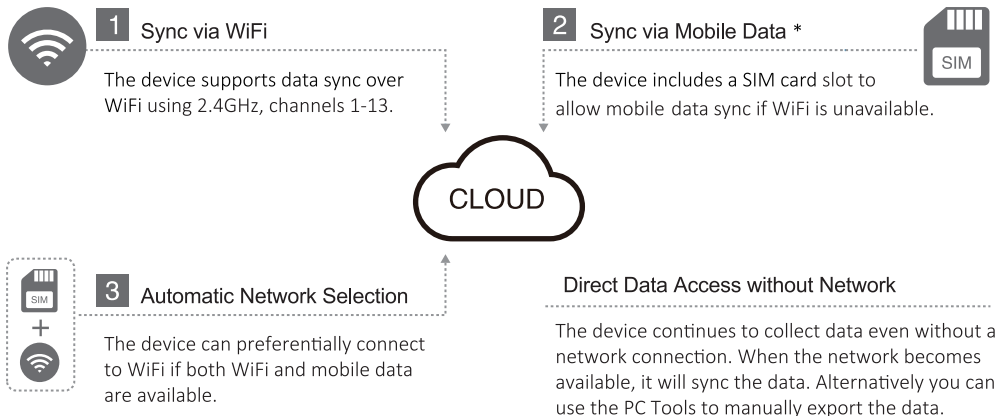 1 Sync via WiFi
The device supports data sync over
WiFi using 2.4GHz, channels 1-13.
2 Sync via Mobile Data *
SIM
The device includes a SIM card slot to
allow mobile data sync if WiFi is unavailable.
CLOUD
SIM
+
3 Automatic Network Selection
The device can preferentially connect
to WiFi if both WiFi and mobile data
are available.
Direct Data Access without Network
The device continues to collect data even without a
network connection. When the network becomes
available, it will sync the data. Alternatively you can
use the PC Tools to manually export the data.